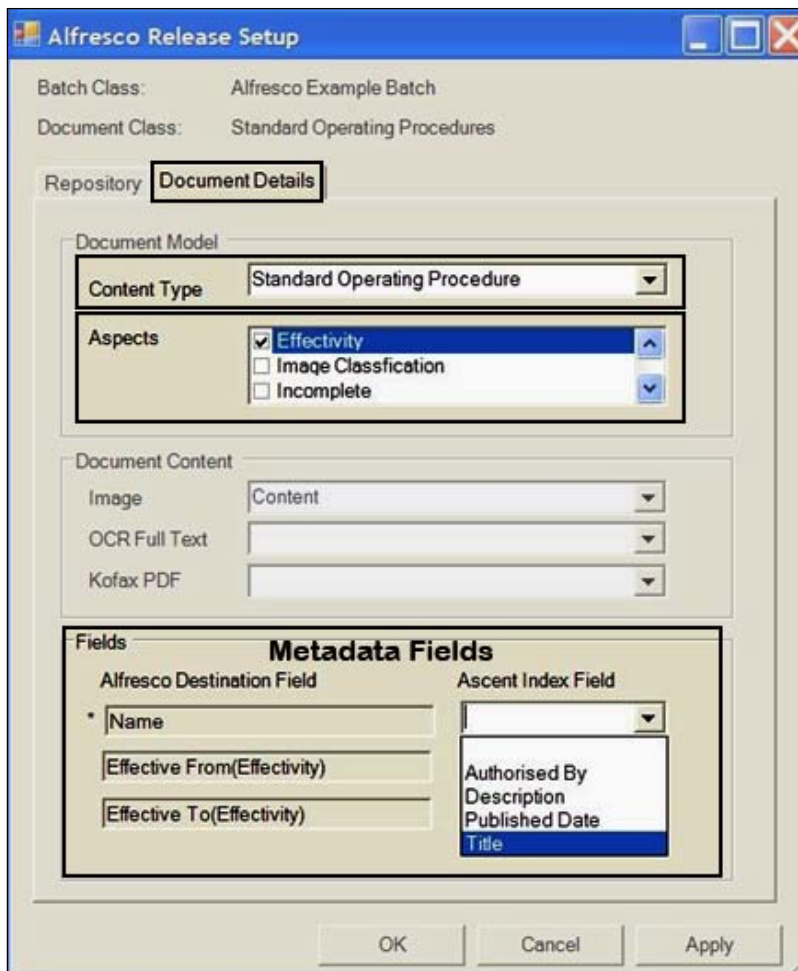 Alfresco Release Setup
Batch Class: Alfresco Example Batch
Document Class: Standard Operating Procedures
Repository Document Details
Document Model
Content Type Standard Operating Procedure
Aspects Effectivity
Image Classfication
Incomplete
Document Content
Image Content
OCR Full Text
Kofax PDF
Fields Metadata Fields
Alfresco Destination Field Ascent Index Field
* Name
Effective From(Effectivity)
Effective To(Effectivity)
Authorised By
Description
Published Date
Title
OK Cancel Apply